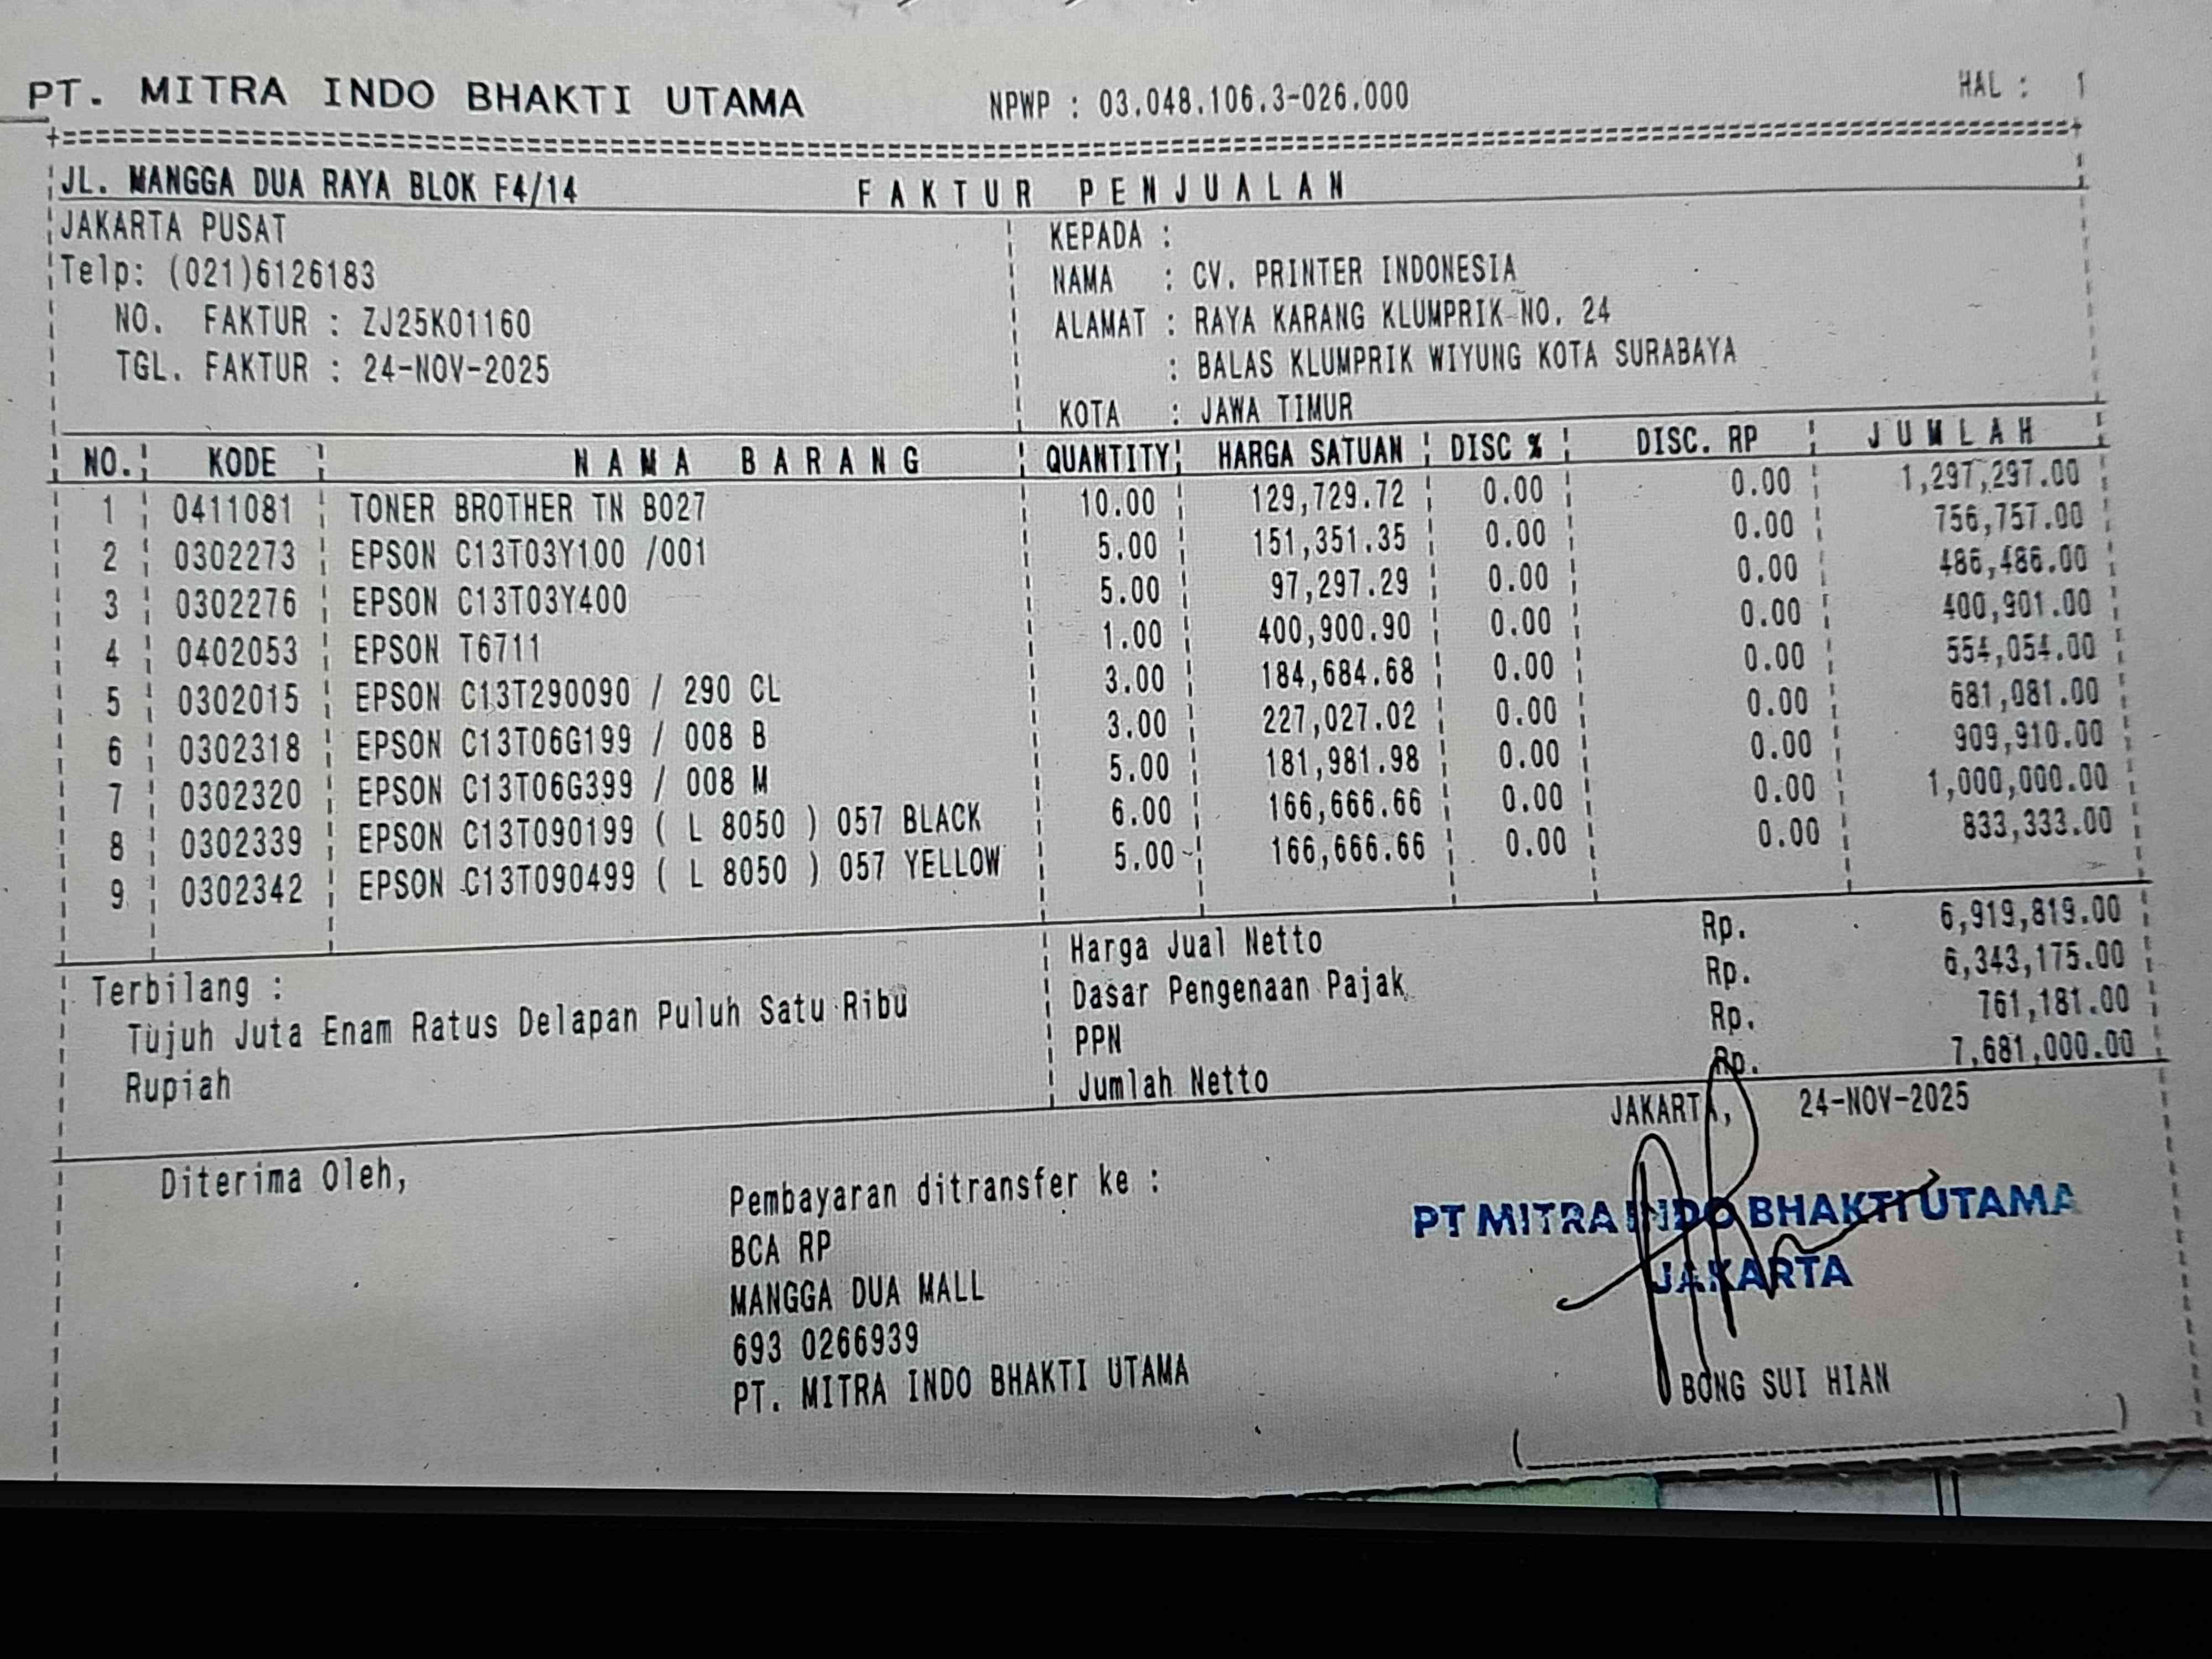 PT. MITRA INDO BHAKTI UTAMA NPWP : 03.048.106.3-026.000 HAL : 1
JL. MANGGA DUA RAYA BLOK F4/14 FAKTUR PENJUALAN
JAKARTA PUSAT KEPADA :
Telp: (021)6126183 NAMA : CV. PRINTER INDONESIA
NO. FAKTUR : ZJ25K01160 ALAMAT : RAYA KARANG KLUMPRIK NO. 24
TGL. FAKTUR : 24-NOV-2025 : BALAS KLUMPRIK WIYUNG KOTA SURABAYA
KOTA : JAWA TIMUR
NO. KODE NAMA BARANG QUANTITY HARGA SATUAN DISC % DISC. RP JUMLAH
1 0411081 TONER BROTHER TN B027 10.00 129,729.72 0.00 0.00 1,297,297.00
2 0302273 EPSON C13T03Y100 /001 5.00 151,351.35 0.00 0.00 756,757.00
3 0302276 EPSON C13T03Y400 5.00 97,297.29 0.00 0.00 486,486.00
4 0402053 EPSON T6711 1.00 400,900.90 0.00 0.00 400,901.00
5 0302015 EPSON C13T290090 / 290 CL 3.00 184,684.68 0.00 0.00 554,054.00
6 0302318 EPSON C13T06G199 / 008 B 3.00 227,027.02 0.00 0.00 681,081.00
7 0302320 EPSON C13T06G399 / 008 M 5.00 181,981.98 0.00 0.00 909,910.00
8 0302339 EPSON C13T090199 ( L 8050 ) 057 BLACK 6.00 166,666.66 0.00 0.00 1,000,000.00
9 0302342 EPSON C13T090499 ( L 8050 ) 057 YELLOW 5.00 166,666.66 0.00 0.00 833,333.00
Harga Jual Netto Rp. 6,919,819.00
Terbilang : Dasar Pengenaan Pajak Rp. 6,343,175.00
Tujuh Juta Enam Ratus Delapan Puluh Satu Ribu PPN Rp. 761,181.00
Rupiah Jumlah Netto Rp. 7,681,000.00
JAKARTA, 24-NOV-2025
Diterima Oleh, Pembayaran ditransfer ke :
BCA RP
PT MITRA INDO BHAKTI UTAMA
JAKARTA
MANGGA DUA MALL
693 0266939
PT. MITRA INDO BHAKTI UTAMA BONG SUI HIAN
( )